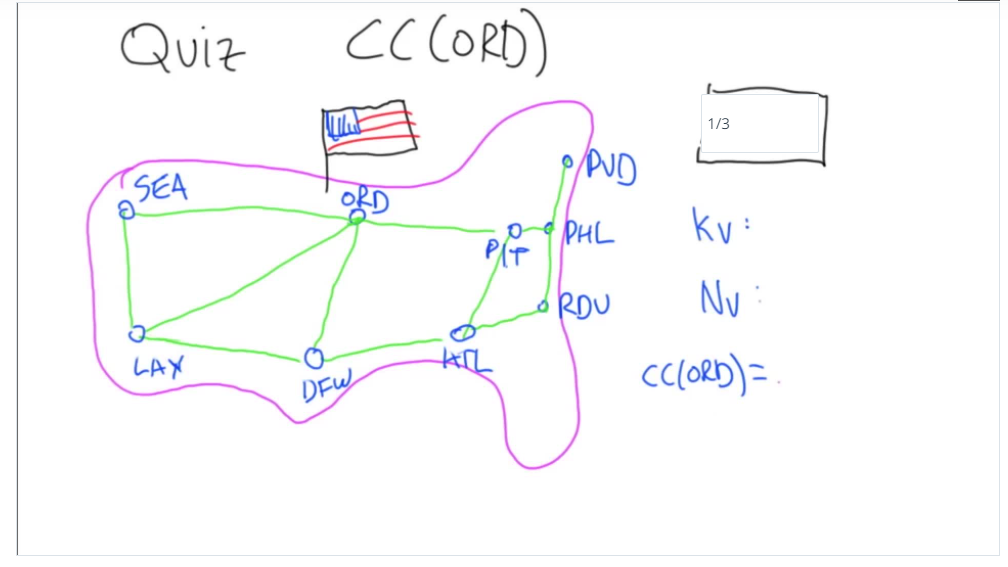 Quiz CC(ORD)
1/3
SEA
ORD
PVD
PIT
PHL
Kv:
RDU
Nv:
LAX
DFW
ATL
CC(ORD)=